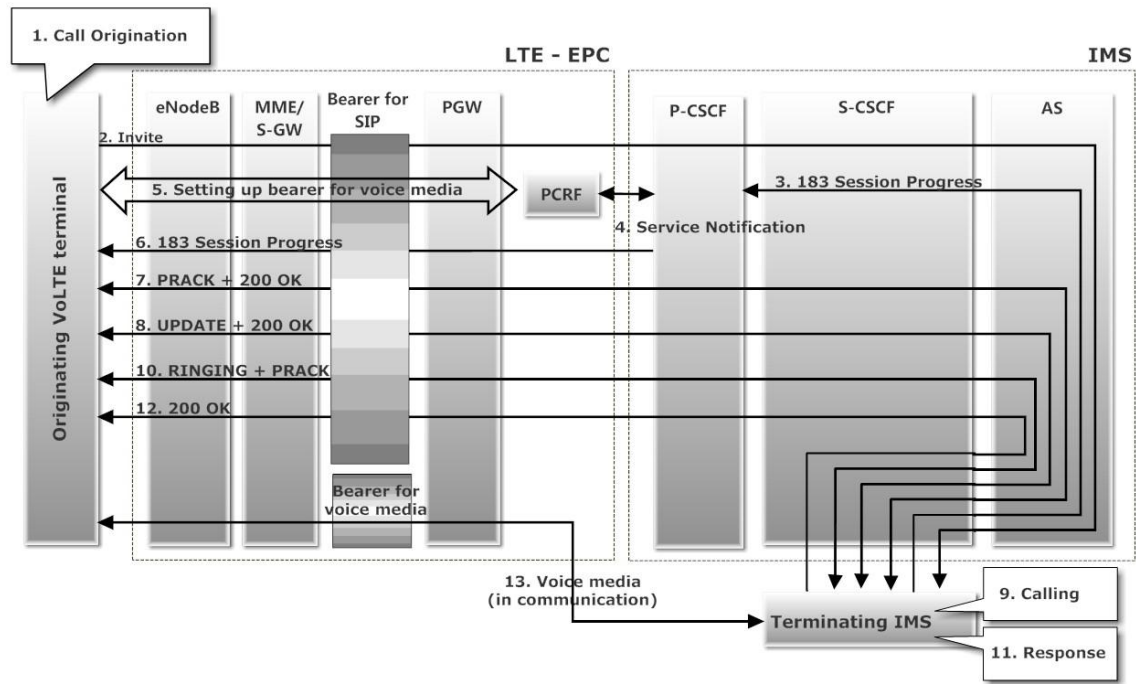 1. Call Origination
LTE - EPC
IMS
eNodeB
MME/
S-GW
Bearer for
SIP
PGW
P-CSCF
S-CSCF
AS
2. Invite
5. Setting up bearer for voice media
PCRF
3. 183 Session Progress
4. Service Notification
6. 183 Session Progress
7. PRACK + 200 OK
8. UPDATE + 200 OK
10. RINGING + PRACK
12. 200 OK
Originating VoLTE terminal
Bearer for
voice media
13. Voice media
(in communication)
9. Calling
Terminating IMS
11. Response